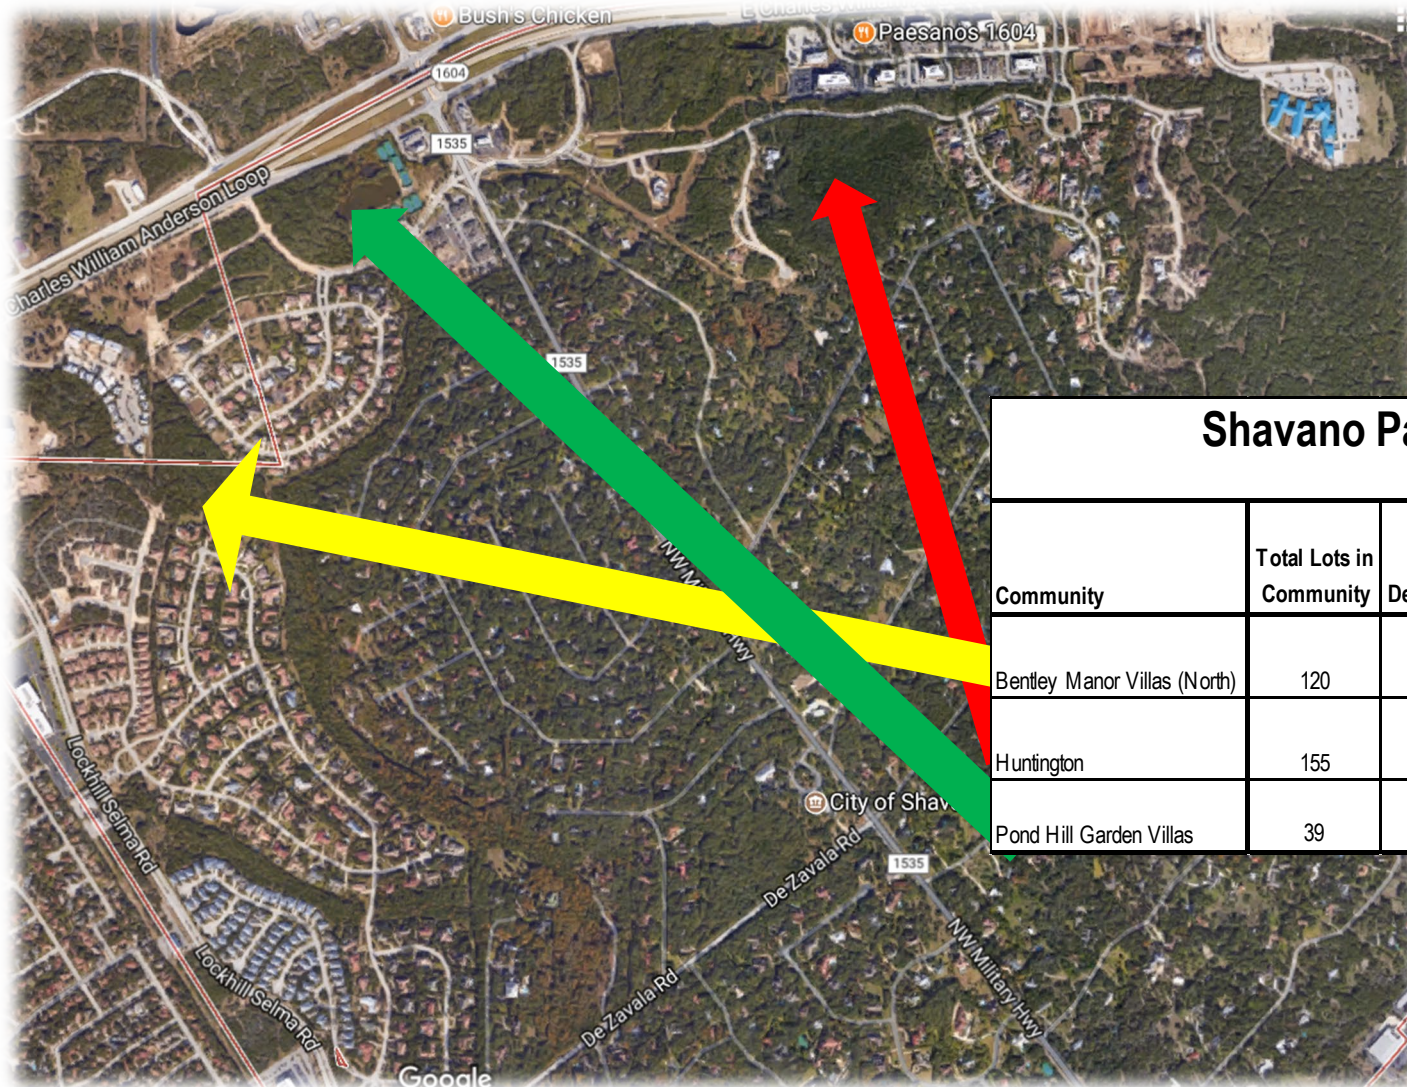 Bush's Chicken
Paesanos 1604
1604
1535
Charles William Anderson Loop
1535
Shavano Pa
Community
Total Lots in
Community
De
NW Mi
Hwy
Bentley Manor Villas (North) 120
Huntington 155
Pond Hill Garden Villas 39
City of Shav
Lockhill Selma Rd
De Zavala Rd
1535
Lockhill Selma Rd
De Zavala Rd
NW Military Hwy
Google